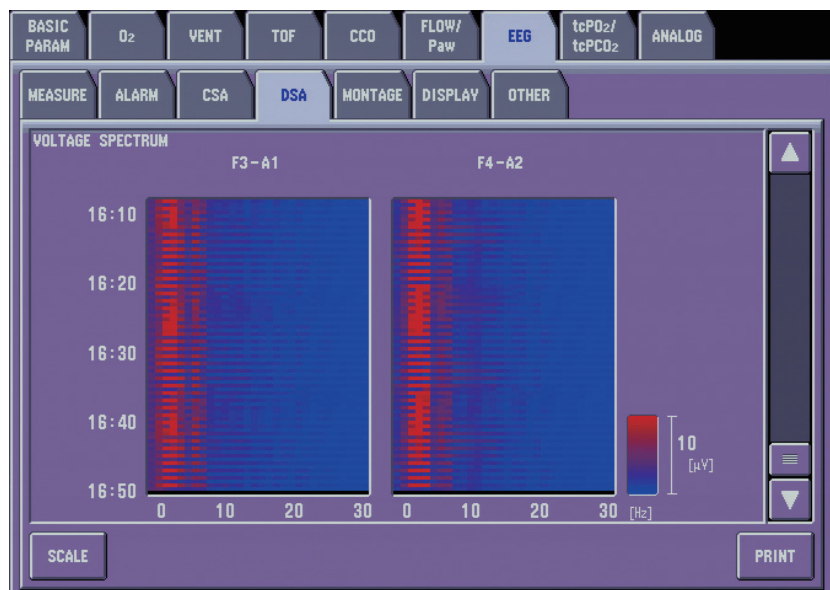 BASIC PARAM O2 VENT TOF CCO FLOW/ Paw EEG tcPO2/ tcPCO2 ANALOG
MEASURE ALARM CSA DSA MONTAGE DISPLAY OTHER
VOLTAGE SPECTRUM
F3-A1 F4-A2
16:10
16:20
16:30
16:40
16:50
10
[μV]
0 10 20 30 0 10 20 30 [Hz]
SCALE PRINT